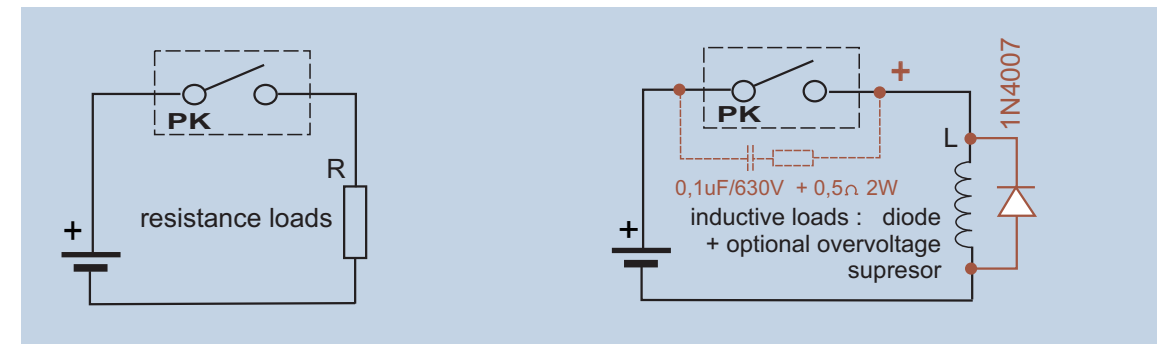 PK
R
+
resistance loads
+
1N4007
PK
L
0,1uF/630V + 0,5Ω 2W
+
inductive loads : diode
+ optional overvoltage
supresor